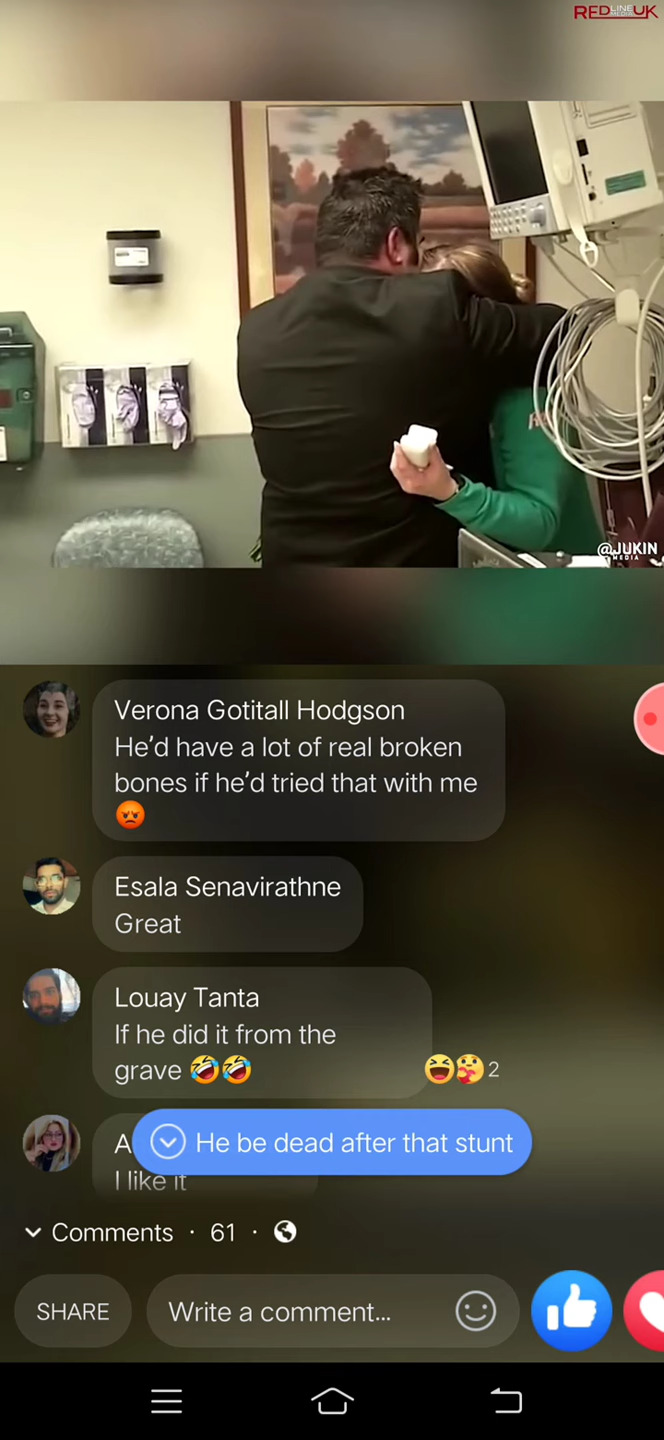 REDLINEUK
MEDIA
@JUKIN
MEDIA
Verona Gotitall Hodgson
He'd have a lot of real broken
bones if he'd tried that with me
😡
Esala Senavirathne
Great
Louay Tanta
If he did it from the
grave 🤣🤣
😆🤗 2
A
He be dead after that stunt
I like it
Comments · 61 ·
SHARE
Write a comment...